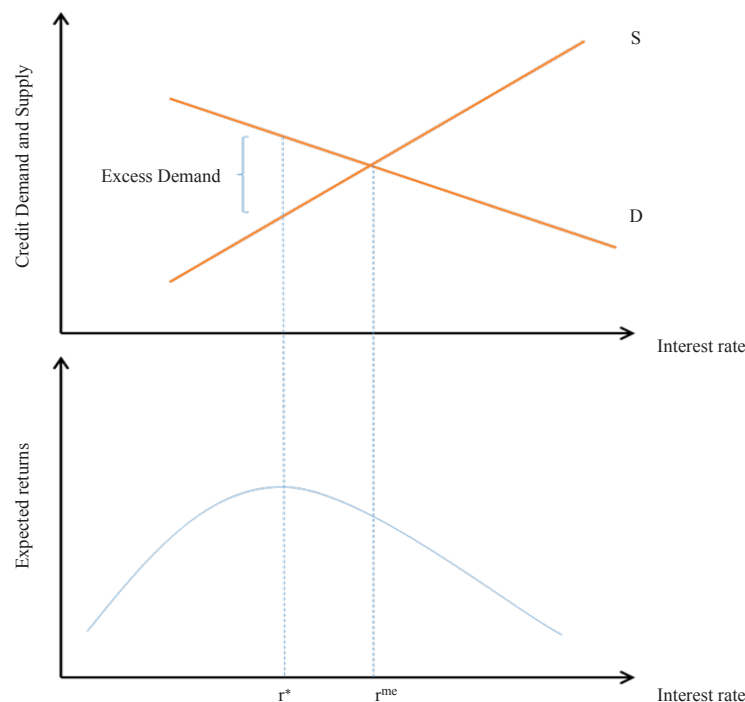 Credit Demand and Supply
S
Excess Demand
D
Interest rate
Expected returns
r*
r^me
Interest rate